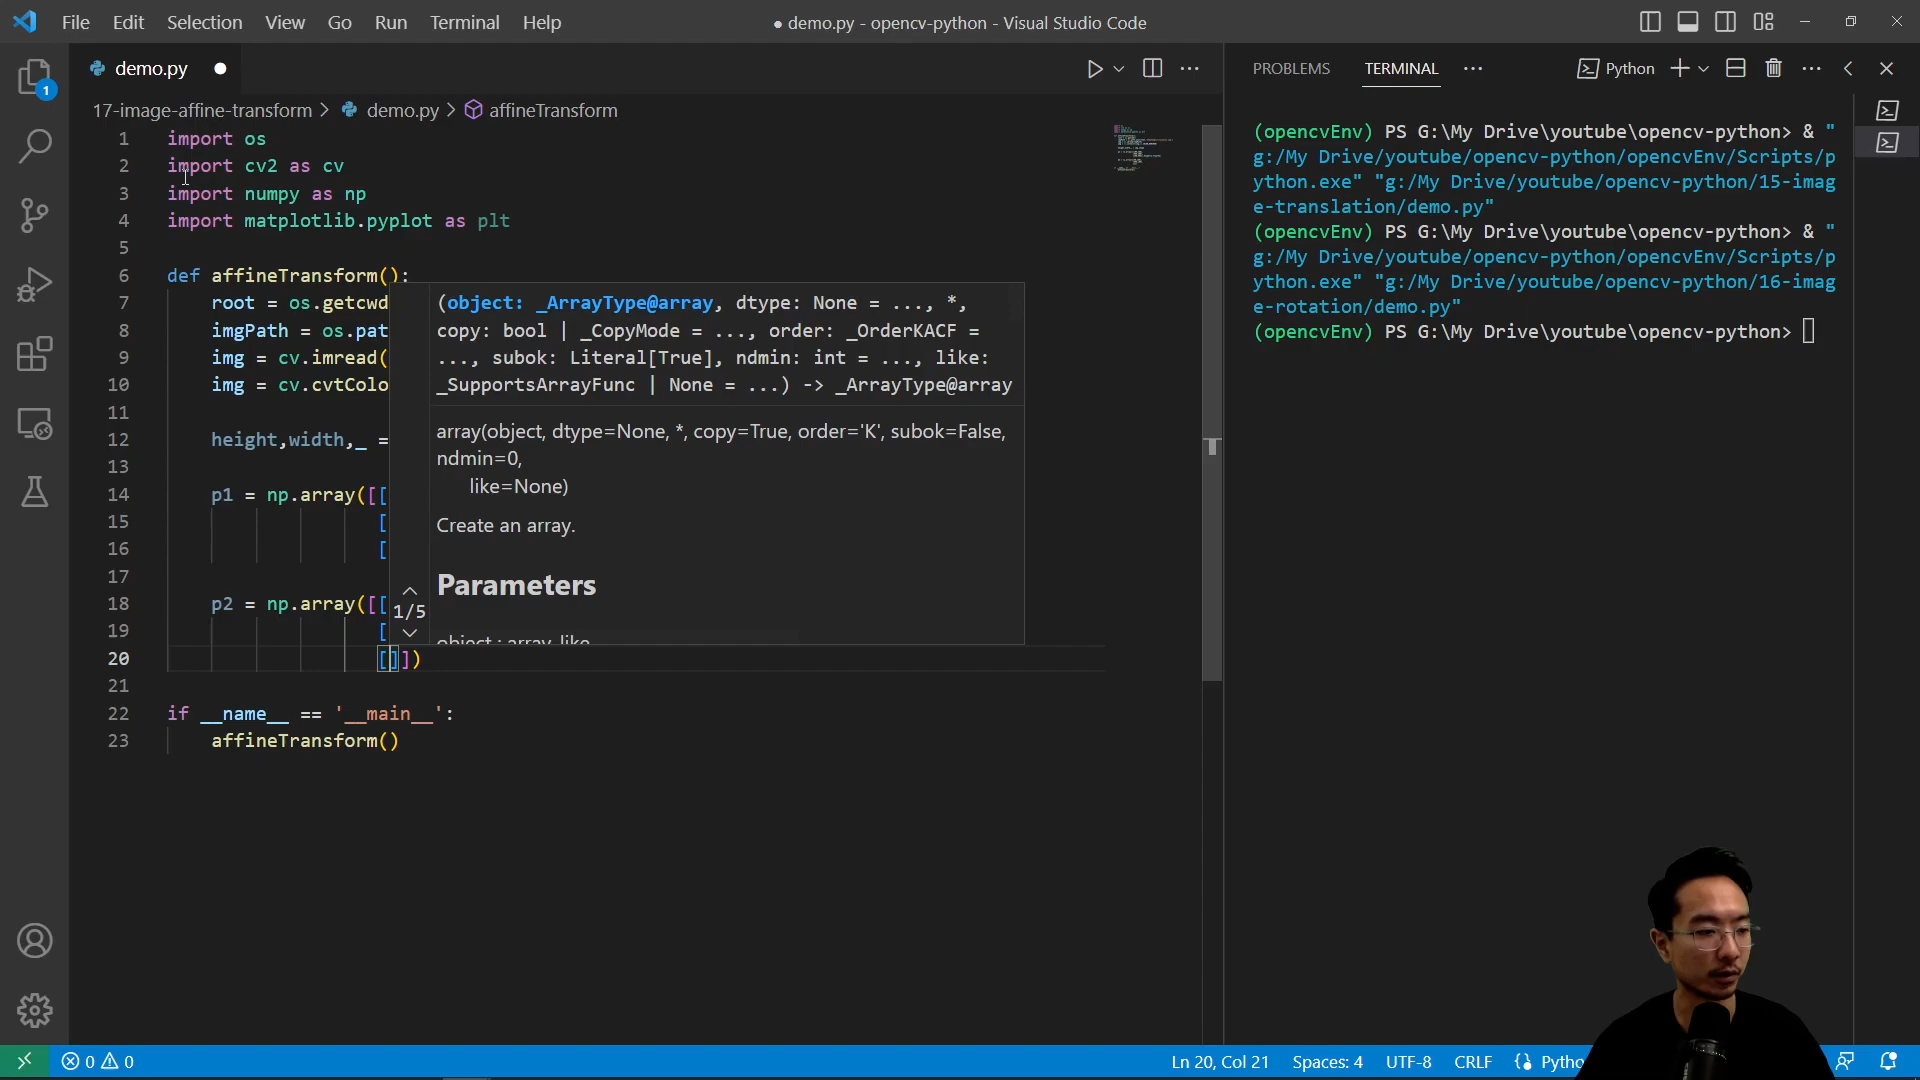 File Edit Selection View Go Run Terminal Help
● demo.py - opencv-python - Visual Studio Code
demo.py
17-image-affine-transform > demo.py > affineTransform
1 import os
2 import cv2 as cv
3 import numpy as np
4 import matplotlib.pyplot as plt
5
6 def affineTransform():
7 root = os.getcwd
8 imgPath = os.pat
9 img = cv.imread(
10 img = cv.cvtColo
11
12 height,width,_ =
13
14 p1 = np.array([[
15 [
16 [
17
18 p2 = np.array([[
19 [
20 []])
21
22 if __name__ == '__main__':
23 affineTransform()
(object: _ArrayType@array, dtype: None = ..., *,
copy: bool | _CopyMode = ..., order: _OrderKACF =
..., subok: Literal[True], ndmin: int = ..., like:
_SupportsArrayFunc | None = ...) -> _ArrayType@array
array(object, dtype=None, *, copy=True, order='K', subok=False,
ndmin=0,
like=None)
Create an array.
Parameters
object : array_like
1/5
PROBLEMS TERMINAL ··· Python
(opencvEnv) PS G:\My Drive\youtube\opencv-python> & "
g:/My Drive/youtube/opencv-python/opencvEnv/Scripts/p
ython.exe" "g:/My Drive/youtube/opencv-python/15-imag
e-translation/demo.py"
(opencvEnv) PS G:\My Drive\youtube\opencv-python> & "
g:/My Drive/youtube/opencv-python/opencvEnv/Scripts/p
ython.exe" "g:/My Drive/youtube/opencv-python/16-imag
e-rotation/demo.py"
(opencvEnv) PS G:\My Drive\youtube\opencv-python>
1
0 0
Ln 20, Col 21 Spaces: 4 UTF-8 CRLF Pytho